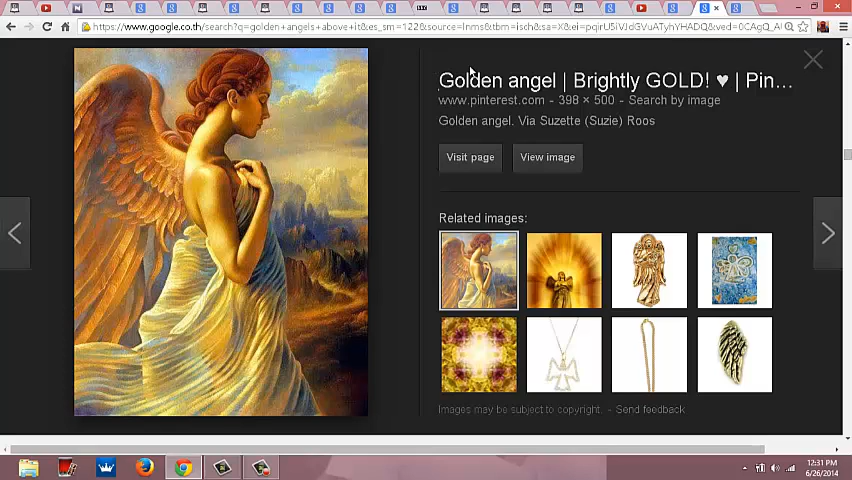 https://www.google.co.th/search?q=golden+angels+above+it&es_sm=122&source=lnms&tbm=isch&sa=X&ei=
Golden angel | Brightly GOLD! ♥ | Pin...
www.pinterest.com - 398 × 500 - Search by image
Golden angel. Via Suzette (Suzie) Roos
Visit page
View image
Related images:
Images may be subject to copyright. - Send feedback
12:31 PM
6/26/2014